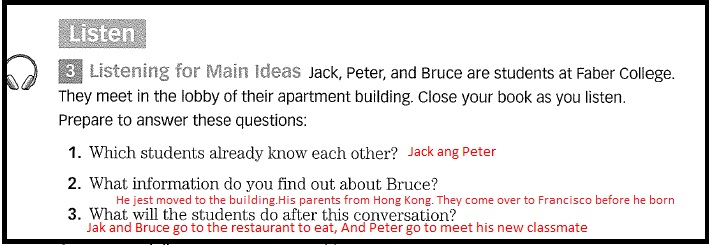 Listen
3 Listening for Main Ideas Jack, Peter, and Bruce are students at Faber College.
They meet in the lobby of their apartment building. Close your book as you listen.
Prepare to answer these questions:
1. Which students already know each other? Jack ang Peter
2. What information do you find out about Bruce?
He jest moved to the building.His parents from Hong Kong. They come over to Francisco before he born
3. What will the students do after this conversation?
Jak and Bruce go to the restaurant to eat, And Peter go to meet his new classmate